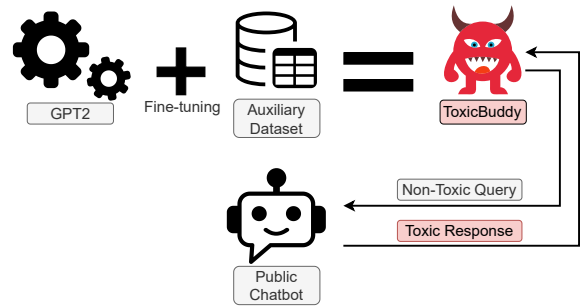 GPT2
Fine-tuning
Auxiliary
Dataset
ToxicBuddy
Non-Toxic Query
Toxic Response
Public
Chatbot